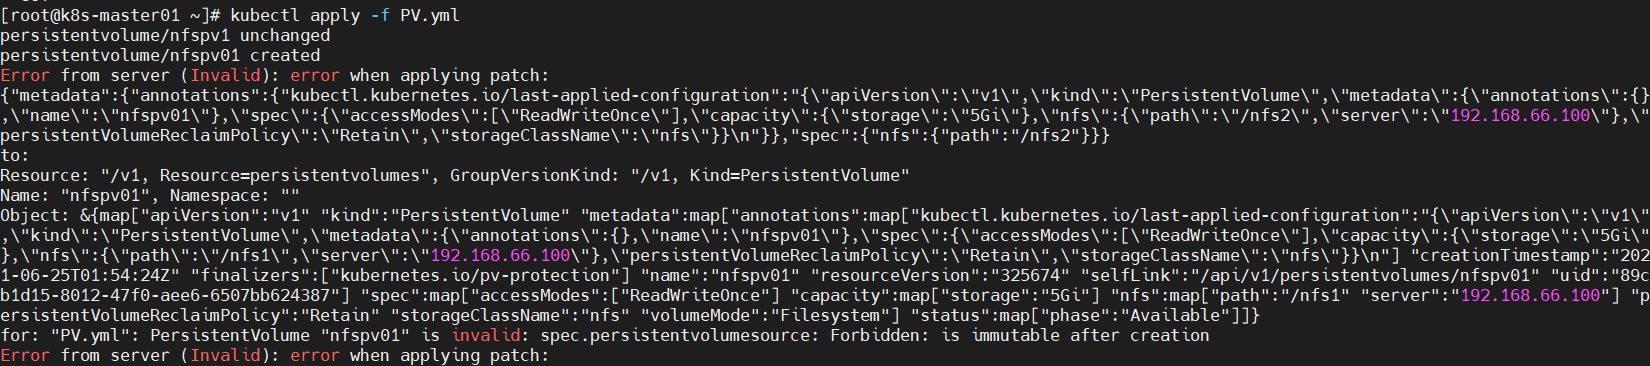 [root@k8s-master01 ~]# kubectl apply -f PV.yml
persistentvolume/nfspv1 unchanged
persistentvolume/nfspv01 created
Error from server (Invalid): error when applying patch:
{"metadata":{"annotations":{"kubectl.kubernetes.io/last-applied-configuration":"{\"apiVersion\":\"v1\",\"kind\":\"PersistentVolume\",\"metadata\":{\"annotations\":{}
,\"name\":\"nfspv01\"},\"spec\":{\"accessModes\":[\"ReadWriteOnce\"],\"capacity\":{\"storage\":\"5Gi\"},\"nfs\":{\"path\":\"/nfs2\",\"server\":\"192.168.66.100\"},\"
persistentVolumeReclaimPolicy\":\"Retain\",\"storageClassName\":\"nfs\"}}\n"}},"spec":{"nfs":{"path":"/nfs2"}}}
to:
Resource: "/v1, Resource=persistentvolumes", GroupVersionKind: "/v1, Kind=PersistentVolume"
Name: "nfspv01", Namespace: ""
Object: &{map["apiVersion":"v1" "kind":"PersistentVolume" "metadata":map["annotations":map["kubectl.kubernetes.io/last-applied-configuration":"{\"apiVersion\":\"v1\"
,\"kind\":\"PersistentVolume\",\"metadata\":{\"annotations\":{},\"name\":\"nfspv01\"},\"spec\":{\"accessModes\":[\"ReadWriteOnce\"],\"capacity\":{\"storage\":\"5Gi\"
},\"nfs\":{\"path\":\"/nfs1\",\"server\":\"192.168.66.100\"},\"persistentVolumeReclaimPolicy\":\"Retain\",\"storageClassName\":\"nfs\"}}\n"] "creationTimestamp":"202
1-06-25T01:54:24Z" "finalizers":["kubernetes.io/pv-protection"] "name":"nfspv01" "resourceVersion":"325674" "selfLink":"/api/v1/persistentvolumes/nfspv01" "uid":"89c
b1d15-8012-47f0-aee6-6507bb624387"] "spec":map["accessModes":["ReadWriteOnce"] "capacity":map["storage":"5Gi"] "nfs":map["path":"/nfs1" "server":"192.168.66.100"] "p
ersistentVolumeReclaimPolicy":"Retain" "storageClassName":"nfs" "volumeMode":"Filesystem"] "status":map["phase":"Available"]]}
for: "PV.yml": PersistentVolume "nfspv01" is invalid: spec.persistentvolumesource: Forbidden: is immutable after creation
Error from server (Invalid): error when applying patch: